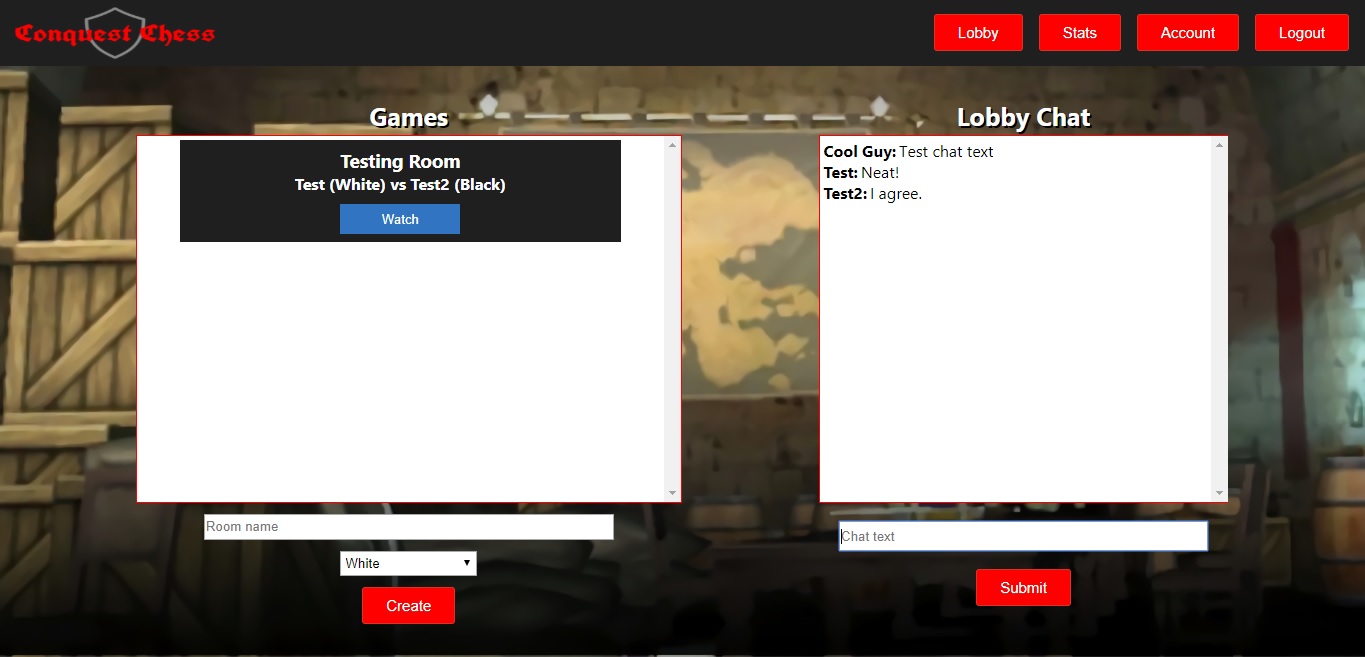 Conquest Chess
Lobby
Stats
Account
Logout
Games
Testing Room
Test (White) vs Test2 (Black)
Watch
Room name
White
Create
Lobby Chat
Cool Guy: Test chat text
Test: Neat!
Test2: I agree.
Chat text
Submit